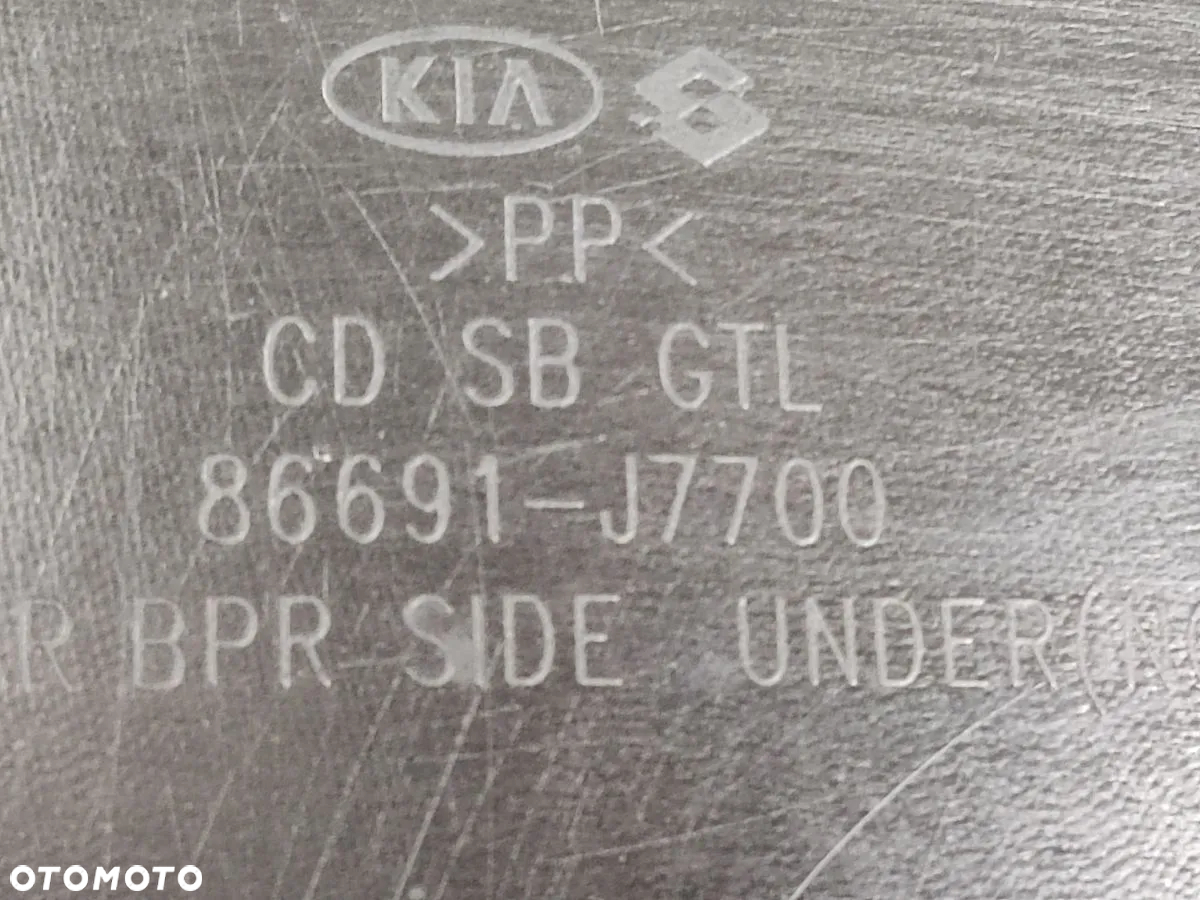 KIA
>PP<
CD SB GTL
86691-J7700
R BPR SIDE UNDER(
OTOMOTO